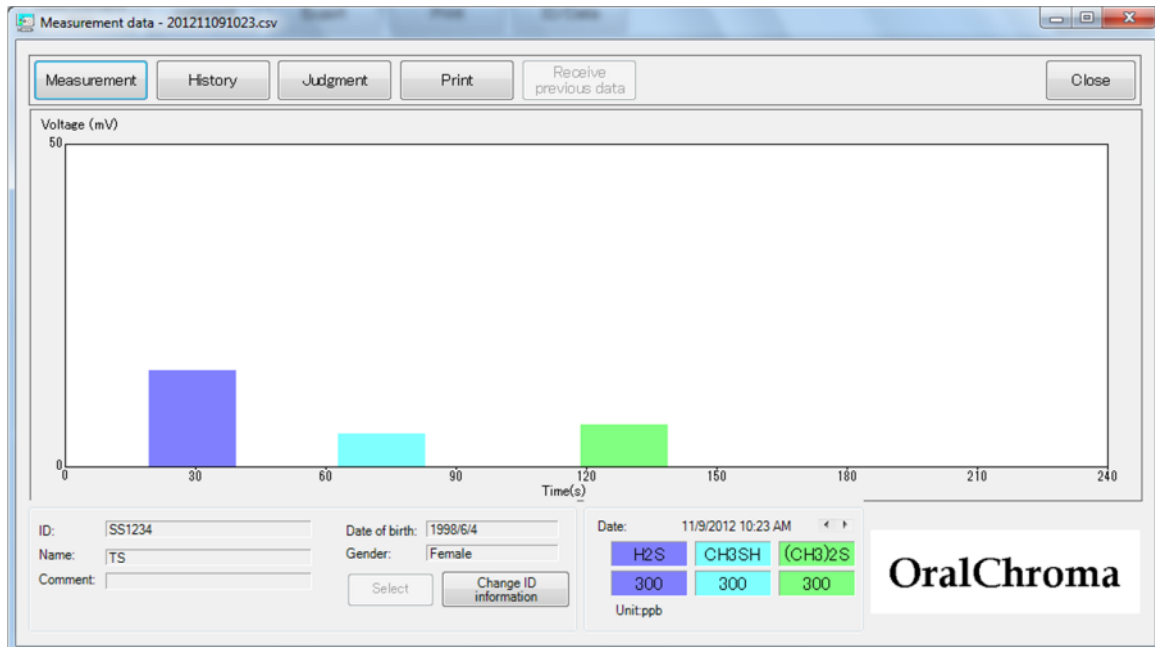 Measurement data - 201211091023.csv
Measurement History Judgment Print Receive previous data Close
Voltage (mV)
50
0
0 30 60 90 120 150 180 210 240
Time(s)
ID: SS1234
Name: TS
Comment:
Date of birth: 1998/6/4
Gender: Female
Select Change ID information
Date: 11/9/2012 10:23 AM
H2S CH3SH (CH3)2S
300 300 300
Unit:ppb
OralChroma